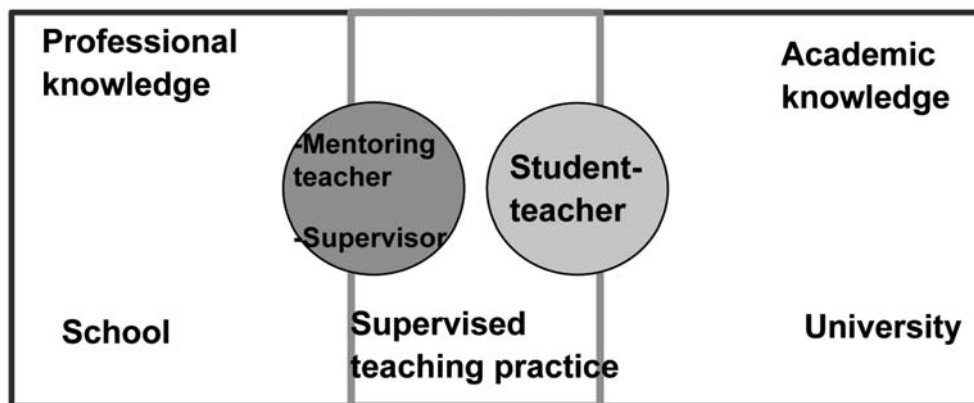 Professional
knowledge
Academic
knowledge
-Mentoring
teacher
-Supervisor
Student-
teacher
School
Supervised
teaching practice
University